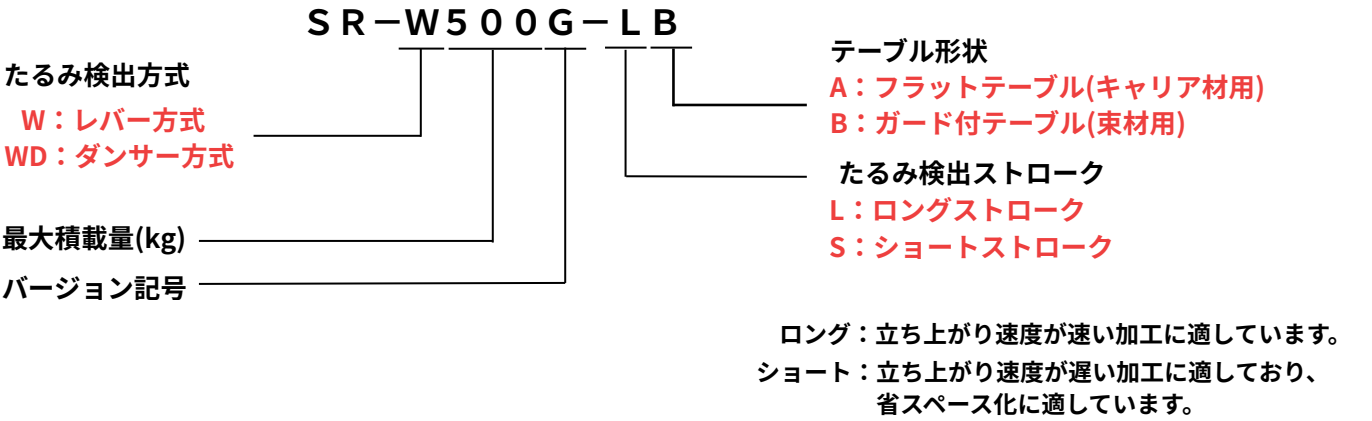 SR－W500G－LB
たるみ検出方式
W：レバー方式
WD：ダンサー方式
最大積載量(kg)
バージョン記号
テーブル形状
A：フラットテーブル(キャリア材用)
B：ガード付テーブル(束材用)
たるみ検出ストローク
L：ロングストローク
S：ショートストローク
ロング：立ち上がり速度が速い加工に適しています。
ショート：立ち上がり速度が遅い加工に適しており、
省スペース化に適しています。